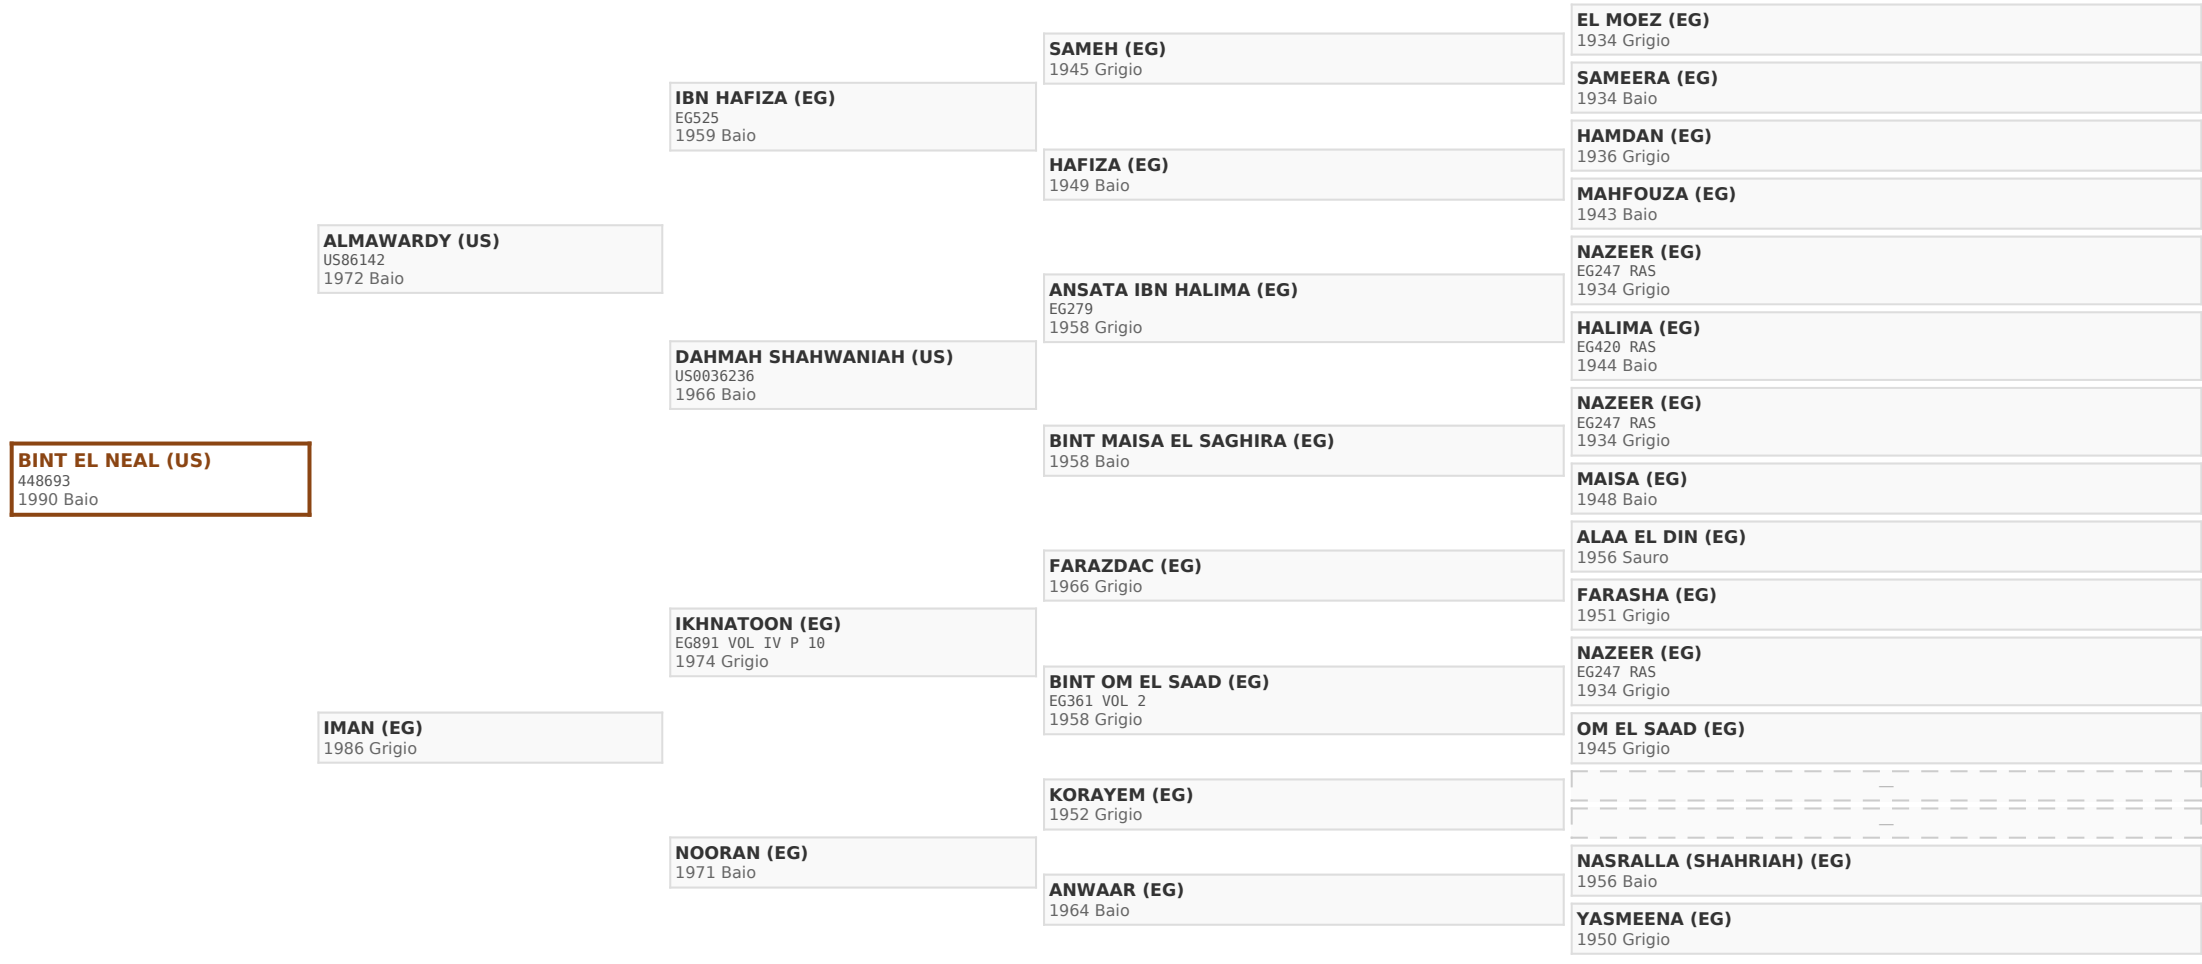 BINT EL NEAL (US)
448693
1990 Baio
ALMAWARDY (US)
US86142
1972 Baio
IMAN (EG)
1986 Grigio
IBN HAFIZA (EG)
EG525
1959 Baio
DAHMAH SHAHWANIAH (US)
US0036236
1966 Baio
IKHNATOON (EG)
EG891 VOL IV P 10
1974 Grigio
NOORAN (EG)
1971 Baio
SAMEH (EG)
1945 Grigio
HAFIZA (EG)
1949 Baio
ANSATA IBN HALIMA (EG)
EG279
1958 Grigio
BINT MAISA EL SAGHIRA (EG)
1958 Baio
FARAZDAC (EG)
1966 Grigio
BINT OM EL SAAD (EG)
EG361 VOL 2
1958 Grigio
KORAYEM (EG)
1952 Grigio
ANWAAR (EG)
1964 Baio
EL MOEZ (EG)
1934 Grigio
SAMEERA (EG)
1934 Baio
HAMDAN (EG)
1936 Grigio
MAHFOUZA (EG)
1943 Baio
NAZEER (EG)
EG247 RAS
1934 Grigio
HALIMA (EG)
EG420 RAS
1944 Baio
NAZEER (EG)
EG247 RAS
1934 Grigio
MAISA (EG)
1948 Baio
ALAA EL DIN (EG)
1956 Sauro
FARASHA (EG)
1951 Grigio
NAZEER (EG)
EG247 RAS
1934 Grigio
OM EL SAAD (EG)
1945 Grigio
—
—
NASRALLA (SHAHRIAH) (EG)
1956 Baio
YASMEENA (EG)
1950 Grigio